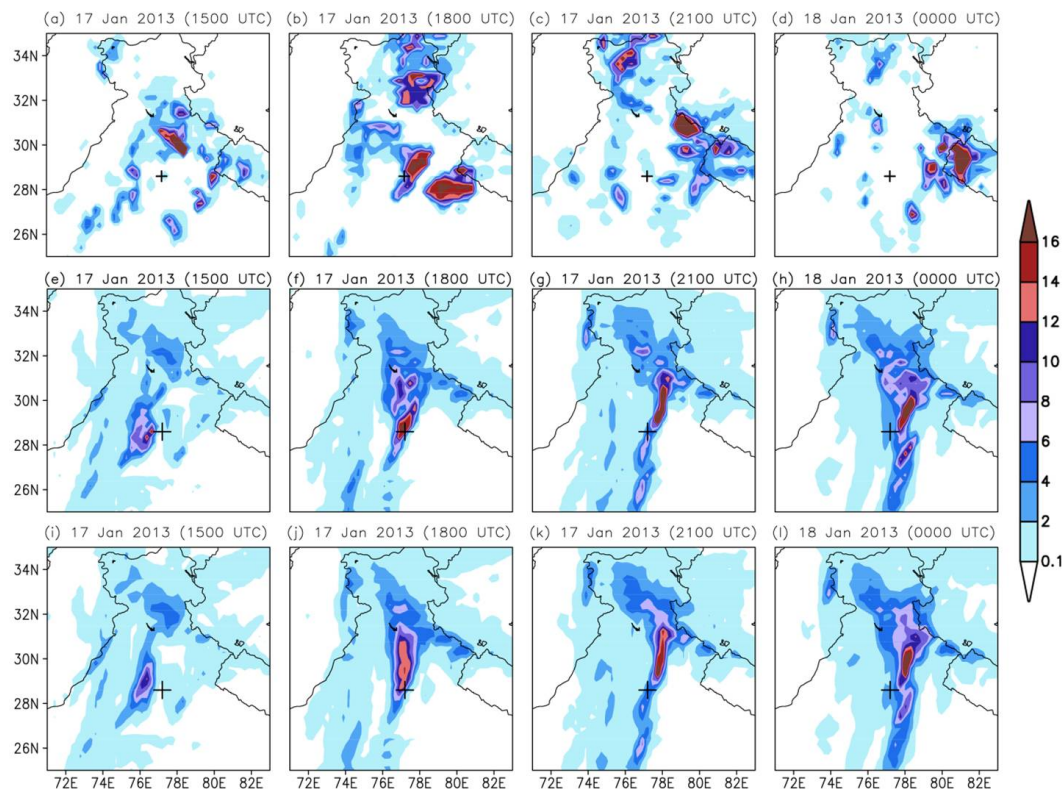 (a) 17 Jan 2013 (1500 UTC)
(b) 17 Jan 2013 (1800 UTC)
(c) 17 Jan 2013 (2100 UTC)
(d) 18 Jan 2013 (0000 UTC)
34N
32N
30N
28N
26N
(e) 17 Jan 2013 (1500 UTC)
(f) 17 Jan 2013 (1800 UTC)
(g) 17 Jan 2013 (2100 UTC)
(h) 18 Jan 2013 (0000 UTC)
34N
32N
30N
28N
26N
(i) 17 Jan 2013 (1500 UTC)
(j) 17 Jan 2013 (1800 UTC)
(k) 17 Jan 2013 (2100 UTC)
(l) 18 Jan 2013 (0000 UTC)
34N
32N
30N
28N
26N
72E 74E 76E 78E 80E 82E
72E 74E 76E 78E 80E 82E
72E 74E 76E 78E 80E 82E
72E 74E 76E 78E 80E 82E
16
14
12
10
8
6
4
2
0.1